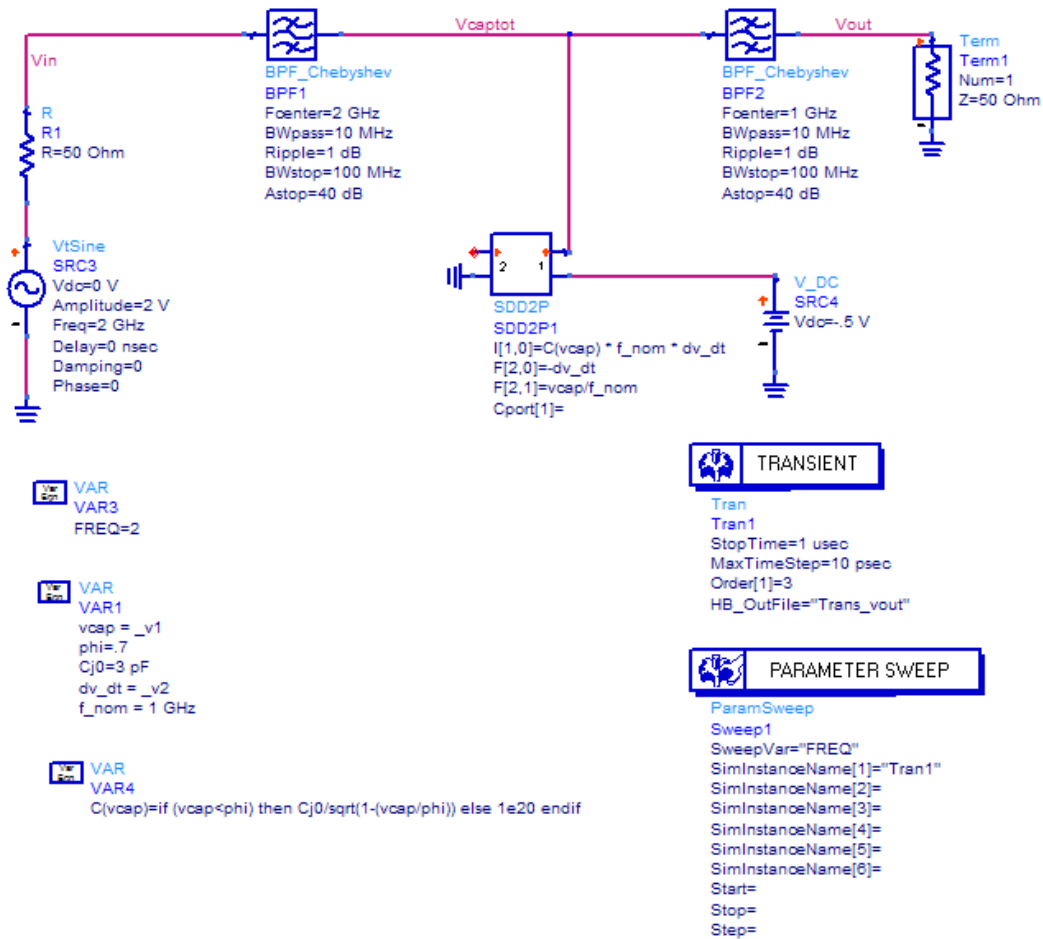 Vin
Vcaptot
Vout
BPF_Chebyshev
BPF1
Fcenter=2 GHz
BWpass=10 MHz
Ripple=1 dB
BWstop=100 MHz
Astop=40 dB
BPF_Chebyshev
BPF2
Fcenter=1 GHz
BWpass=10 MHz
Ripple=1 dB
BWstop=100 MHz
Astop=40 dB
Term
Term1
Num=1
Z=50 Ohm
R
R1
R=50 Ohm
VtSine
SRC3
Vdc=0 V
Amplitude=2 V
Freq=2 GHz
Delay=0 nsec
Damping=0
Phase=0
2 1
SDD2P
SDD2P1
I[1,0]=C(vcap) * f_nom * dv_dt
F[2,0]=-dv_dt
F[2,1]=vcap/f_nom
Cport[1]=
V_DC
SRC4
Vdc=-.5 V
Var
Eqn
VAR
VAR3
FREQ=2
Var
Eqn
VAR
VAR1
vcap = _v1
phi=.7
Cj0=3 pF
dv_dt = _v2
f_nom = 1 GHz
Var
Eqn
VAR
VAR4
C(vcap)=if (vcap<phi) then Cj0/sqrt(1-(vcap/phi)) else 1e20 endif
TRANSIENT
Tran
Tran1
StopTime=1 usec
MaxTimeStep=10 psec
Order[1]=3
HB_OutFile="Trans_vout"
PARAMETER SWEEP
ParamSweep
Sweep1
SweepVar="FREQ"
SimInstanceName[1]="Tran1"
SimInstanceName[2]=
SimInstanceName[3]=
SimInstanceName[4]=
SimInstanceName[5]=
SimInstanceName[6]=
Start=
Stop=
Step=